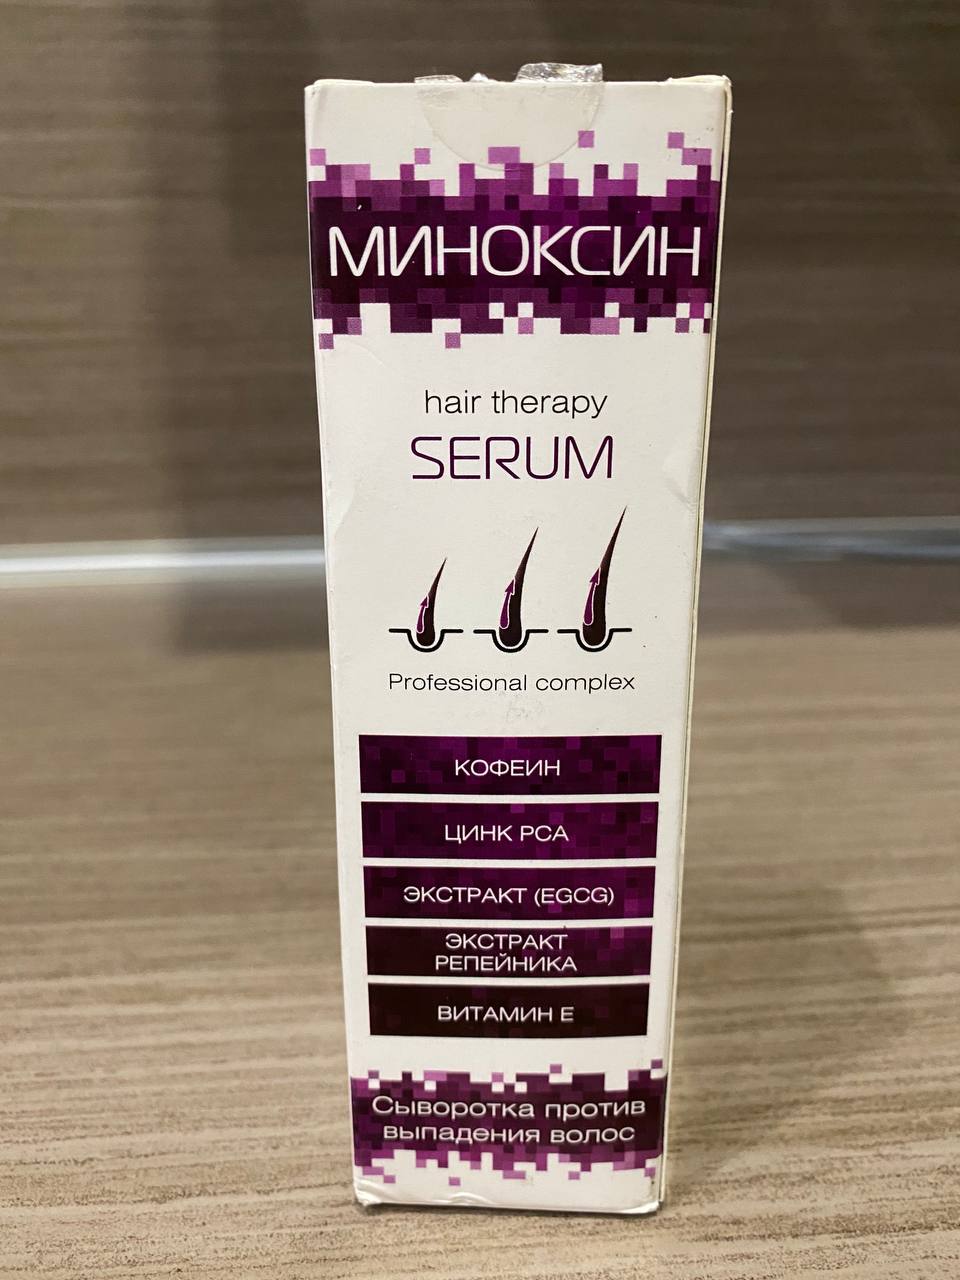 МИНОКСИН
hair therapy
SERUM
Professional complex
КОФЕИН
ЦИНК PCA
ЭКСТРАКТ (EGCG)
ЭКСТРАКТ
РЕПЕЙНИКА
ВИТАМИН Е
Сыворотка против
выпадения волос